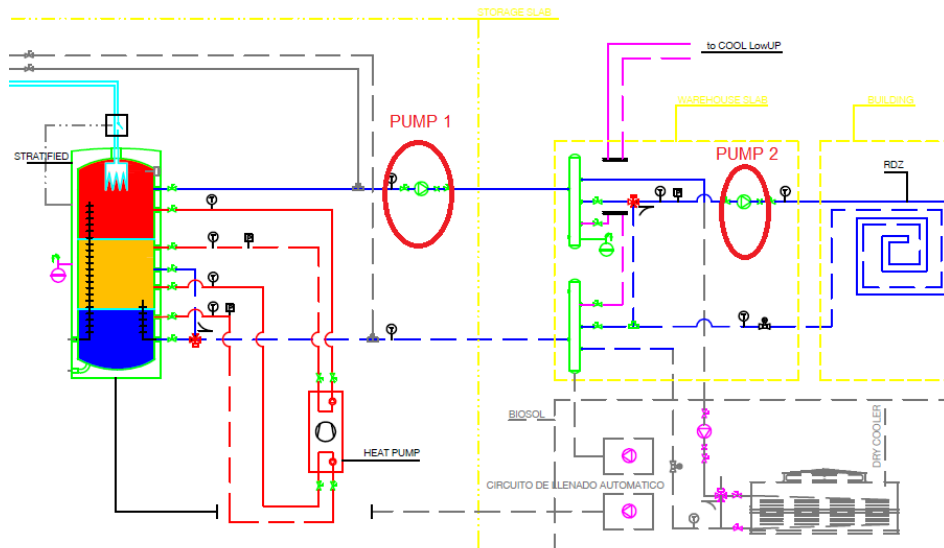 STORAGE SLAB
to COOL LowUP
PUMP 1
WAREHOUSE SLAB
BUILDING
STRATIFIED
PUMP 2
RDZ
T
T
T
P
T
T
P
T
P
T
T
T
BIOSOL
HEAT PUMP
DRY COOLER
CIRCUITO DE LLENADO AUTOMATICO
T